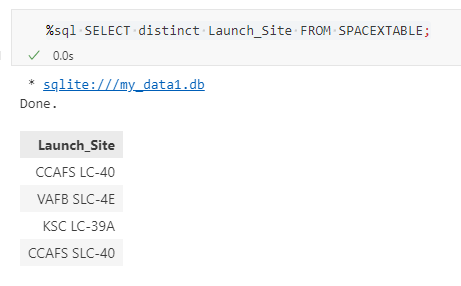 %sql SELECT distinct Launch_Site FROM SPACEXTABLE;
0.0s
* sqlite:///my_data1.db
Done.
Launch_Site
CCAFS LC-40
VAFB SLC-4E
KSC LC-39A
CCAFS SLC-40